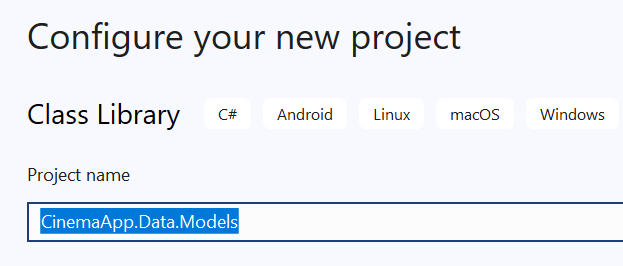 Configure your new project
Class Library C# Android Linux macOS Windows
Project name
CinemaApp.Data.Models